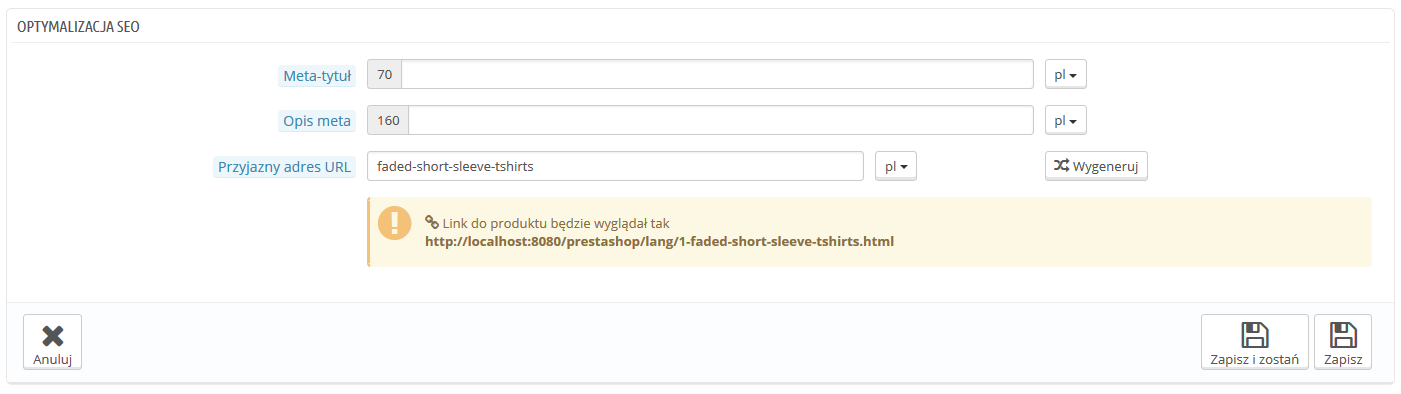 OPTYMALIZACJA SEO
Meta-tytuł 70 pl
Opis meta 160 pl
Przyjazny adres URL faded-short-sleeve-tshirts pl Wygeneruj
Link do produktu będzie wyglądał tak
http://localhost:8080/prestashop/lang/1-faded-short-sleeve-tshirts.html
Anuluj Zapisz i zostań Zapisz